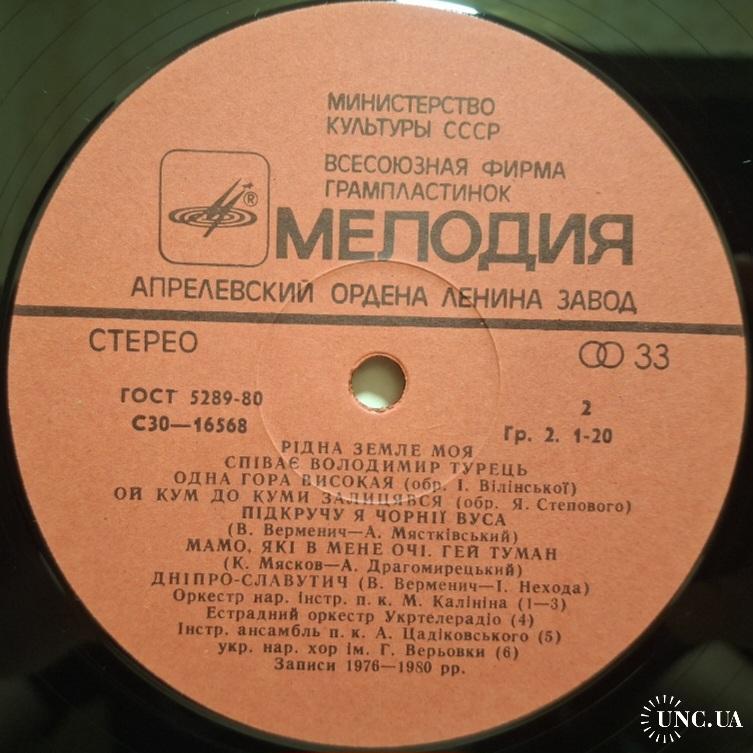 МИНИСТЕРСТВО
КУЛЬТУРЫ СССР
ВСЕСОЮЗНАЯ ФИРМА
ГРАМПЛАСТИНОК
®
МЕЛОДИЯ
АПРЕЛЕВСКИЙ ОРДЕНА ЛЕНИНА ЗАВОД
СТЕРЕО
33
ГОСТ 5289-80
2
С30—16568
Гр. 2. 1-20
РІДНА ЗЕМЛЕ МОЯ
СПІВАЄ ВОЛОДИМИР ТУРЕЦЬ
ОДНА ГОРА ВИСОКАЯ (обр. І. Вілінської)
ОЙ КУМ ДО КУМИ ЗАЛИЦЯВСЯ (обр. Я. Степового)
ПІДКРУЧУ Я ЧОРНІЇ ВУСА
(В. Верменич—А. Мястківський)
МАМО, ЯКІ В МЕНЕ ОЧІ. ГЕЙ ТУМАН
(К. Мясков—А. Драгомирецький)
ДНІПРО-СЛАВУТИЧ (В. Верменич—І. Нехода)
Оркестр нар. інстр. п. к. М. Калініна (1—3)
Естрадний оркестр Укртелерадіо (4)
Інстр. ансамбль п. к. А. Цадіковського (5)
укр. нар. хор ім. Г. Верьовки (6)
Записи 1976—1980 рр.
UNC.UA